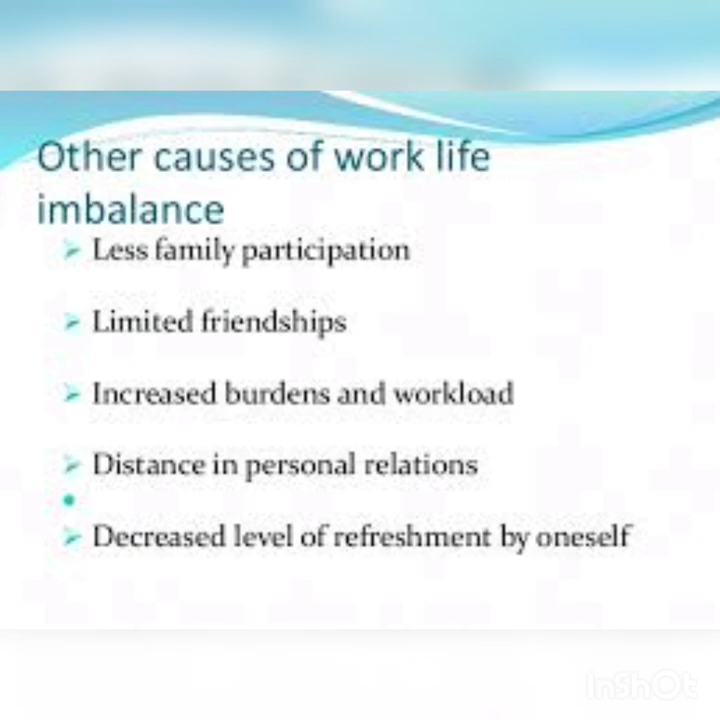 Other causes of work life
imbalance
Less family participation
Limited friendships
Increased burdens and workload
Distance in personal relations
Decreased level of refreshment by oneself
InShOt